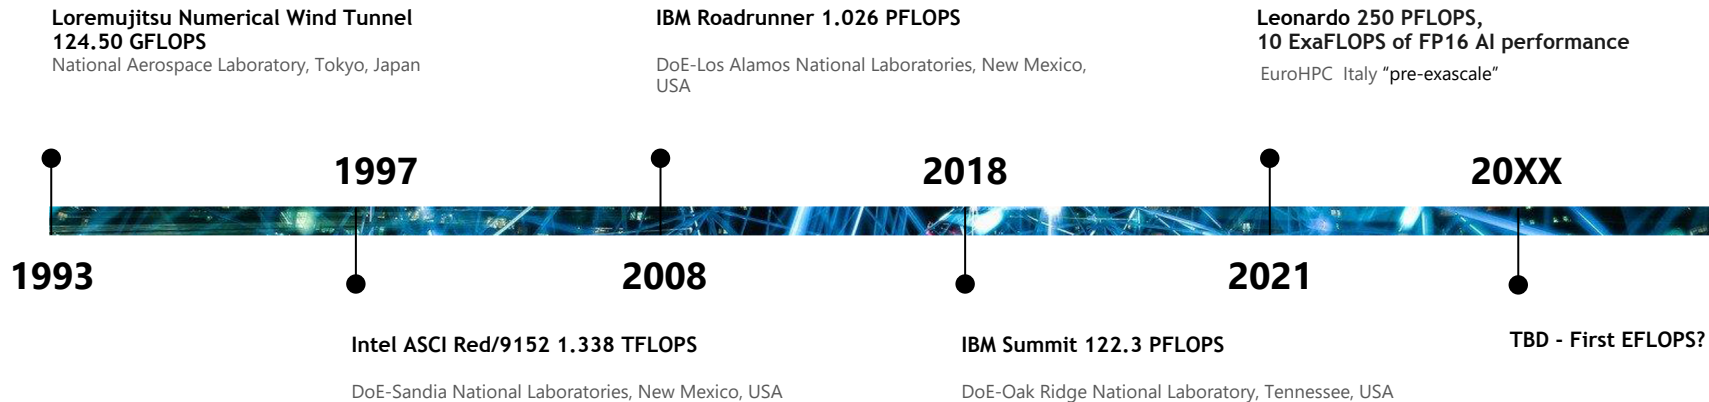 Loremujitsu Numerical Wind Tunnel
124.50 GFLOPS
National Aerospace Laboratory, Tokyo, Japan
IBM Roadrunner 1.026 PFLOPS
DoE-Los Alamos National Laboratories, New Mexico,
USA
Leonardo 250 PFLOPS,
10 ExaFLOPS of FP16 AI performance
EuroHPC Italy “pre-exascale”
1997
2018
20XX
1993
2008
2021
Intel ASCI Red/9152 1.338 TFLOPS
DoE-Sandia National Laboratories, New Mexico, USA
IBM Summit 122.3 PFLOPS
DoE-Oak Ridge National Laboratory, Tennessee, USA
TBD - First EFLOPS?